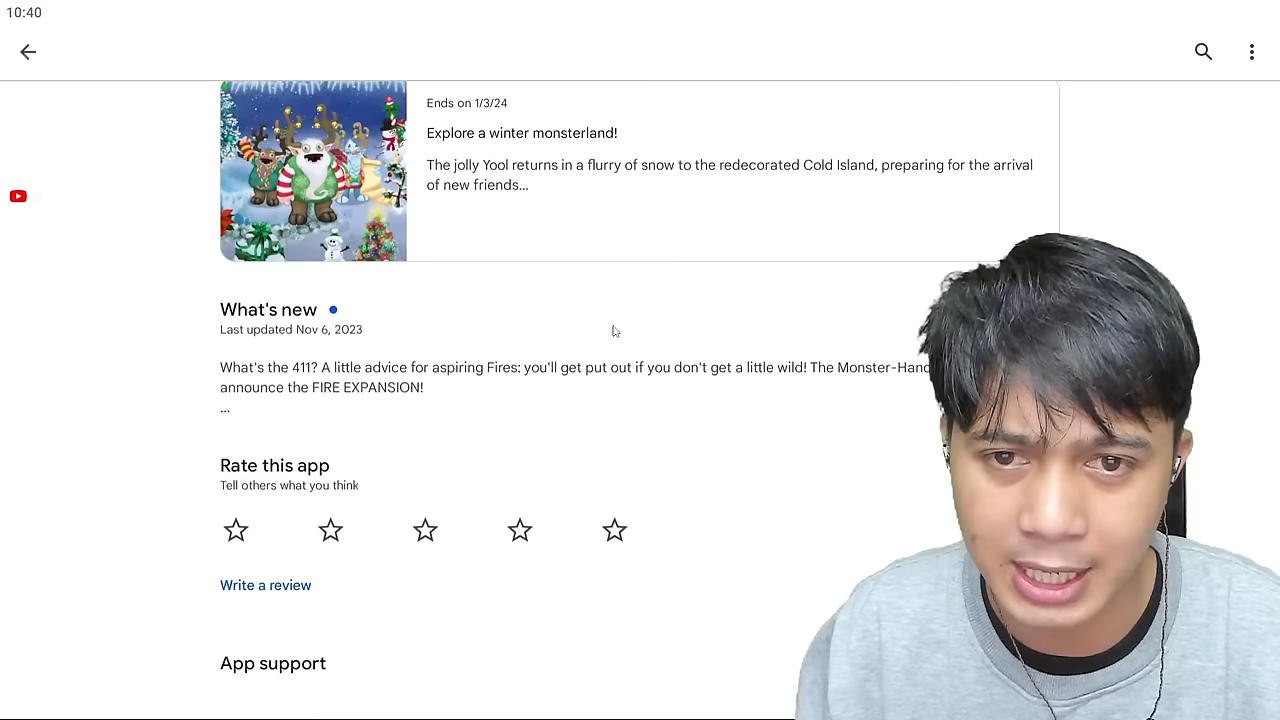 10:40
Ends on 1/3/24
Explore a winter monsterland!
The jolly Yool returns in a flurry of snow to the redecorated Cold Island, preparing for the arrival
of new friends...
What's new
Last updated Nov 6, 2023
What's the 411? A little advice for aspiring Fires: you'll get put out if you don't get a little wild! The Monster-Hand
announce the FIRE EXPANSION!
...
Rate this app
Tell others what you think
Write a review
App support